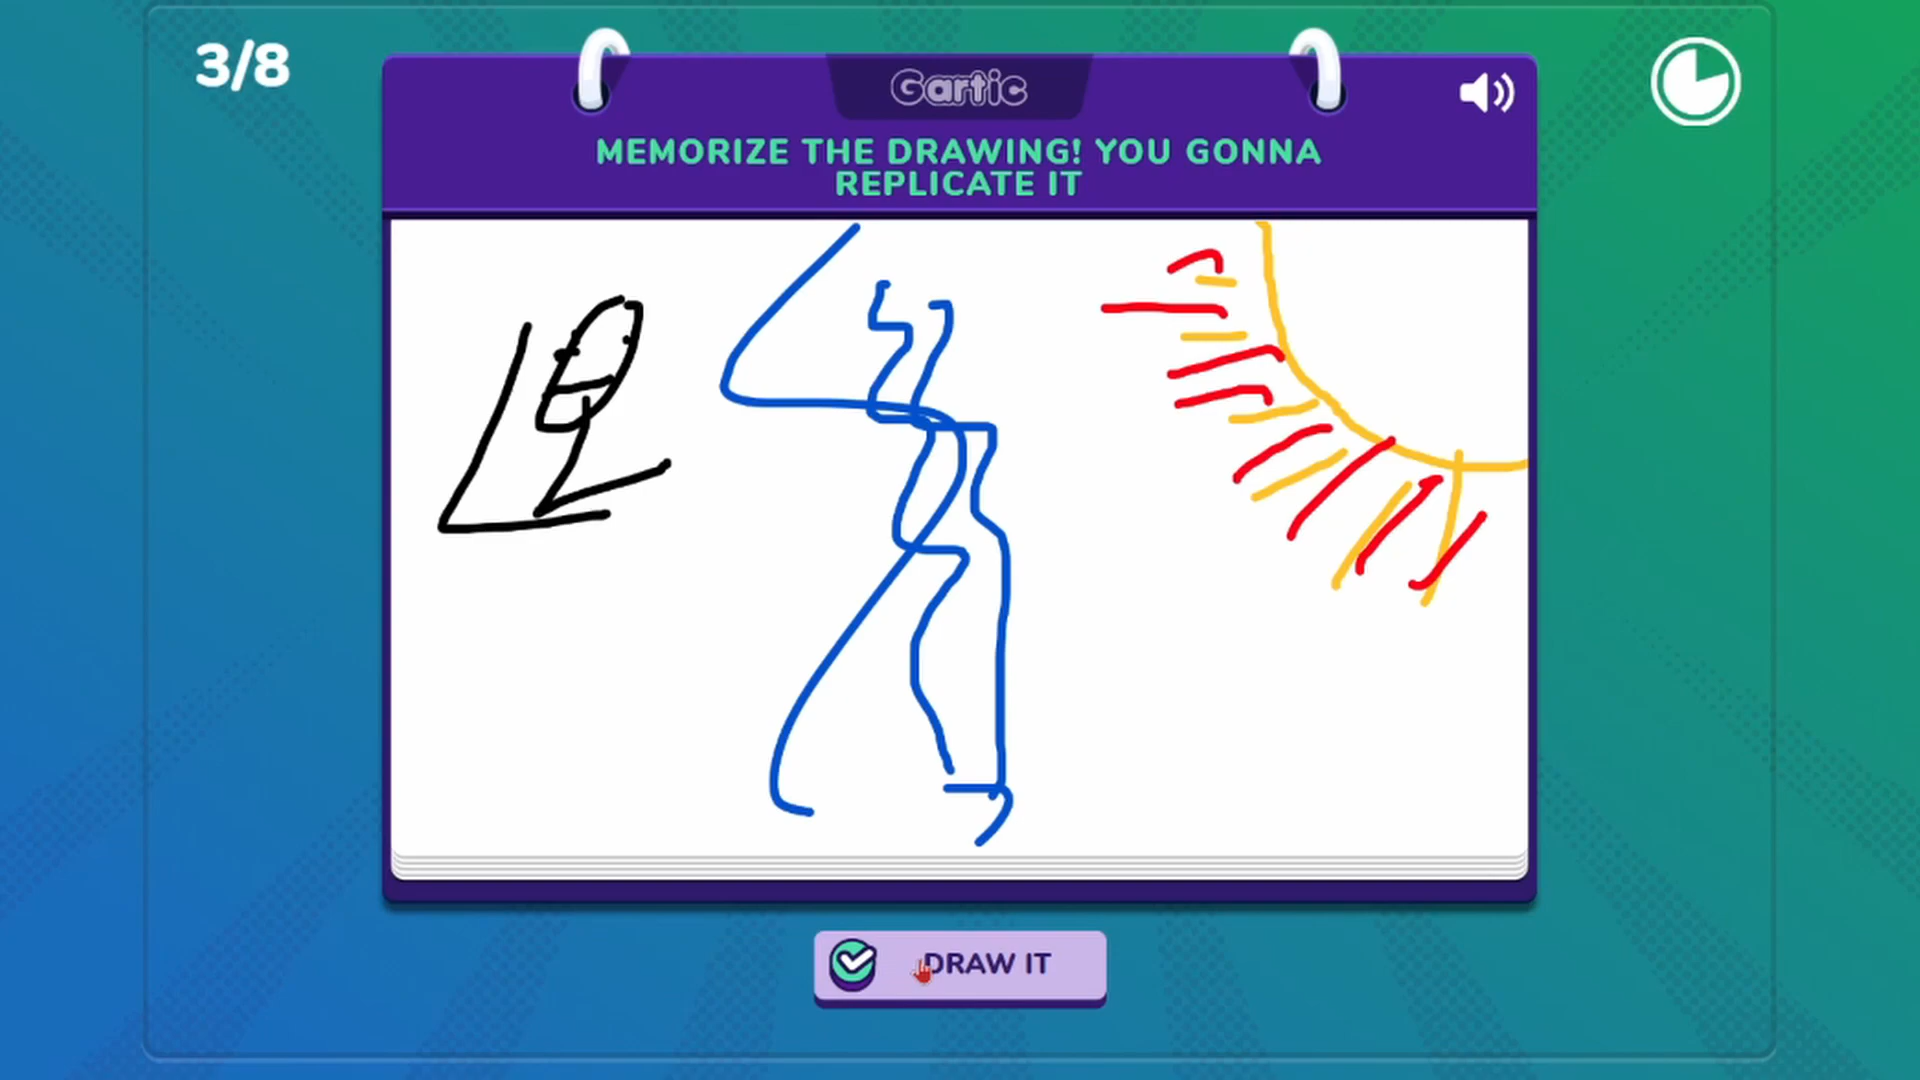 3/8
Gartic
MEMORIZE THE DRAWING! YOU GONNA
REPLICATE IT
DRAW IT